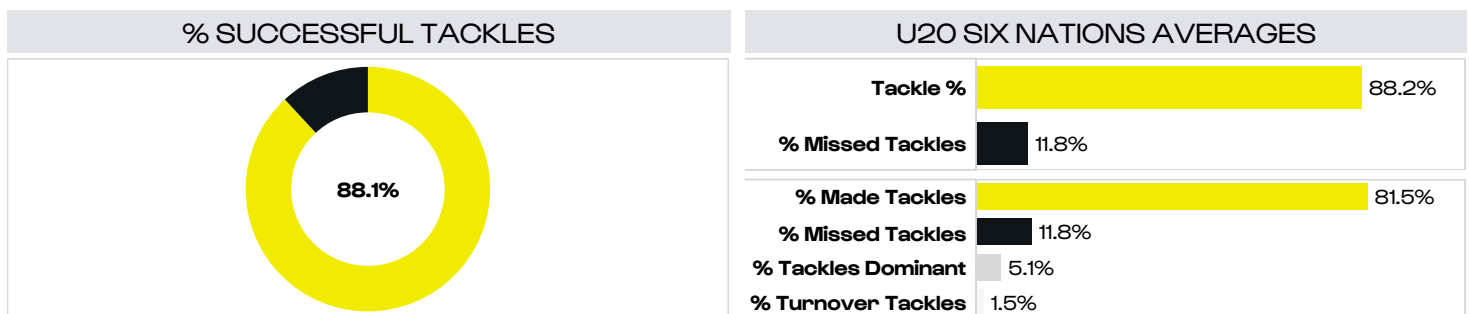 % SUCCESSFUL TACKLES
88.1%
U20 SIX NATIONS AVERAGES
Tackle % 88.2%
% Missed Tackles 11.8%
% Made Tackles 81.5%
% Missed Tackles 11.8%
% Tackles Dominant 5.1%
% Turnover Tackles 1.5%